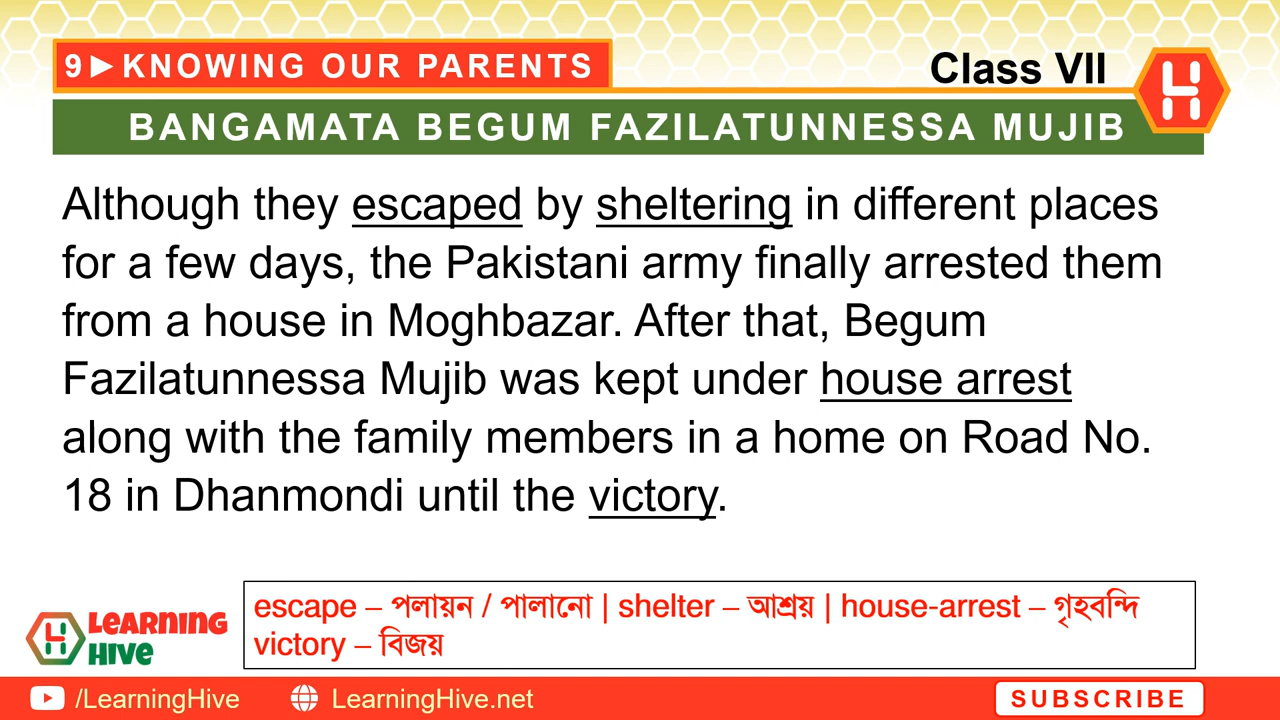 9►KNOWING OUR PARENTS
Class VII
BANGAMATA BEGUM FAZILATUNNESSA MUJIB
Although they escaped by sheltering in different places
for a few days, the Pakistani army finally arrested them
from a house in Moghbazar. After that, Begum
Fazilatunnessa Mujib was kept under house arrest
along with the family members in a home on Road No.
18 in Dhanmondi until the victory.
escape – পলায়ন / পালানো | shelter – আশ্রয় | house-arrest – গৃহবন্দি
victory – বিজয়
LEARNING
HIVE
/LearningHive
LearningHive.net
SUBSCRIBE